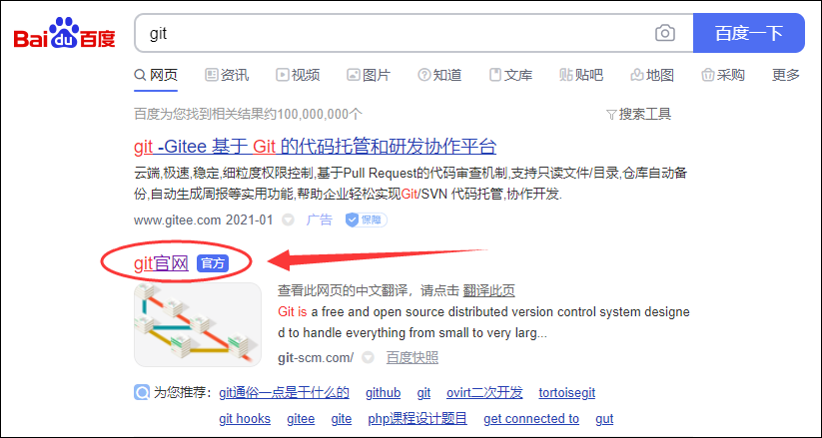 Bai du 百度 git 百度一下
网页 资讯 视频 图片 知道 文库 贴吧 地图 采购 更多
百度为您找到相关结果约100,000,000个 搜索工具
git -Gitee 基于 Git 的代码托管和研发协作平台
云端,极速,稳定,细粒度权限控制,基于Pull Request的代码审查机制,支持只读文件/目录,仓库自动备
份,自动生成周报等实用功能,帮助企业轻松实现Git/SVN 代码托管,协作开发.
www.gitee.com 2021-01 广告 保障
git官网 官方
查看此网页的中文翻译，请点击 翻译此页
Git is a free and open source distributed version control system designe
d to handle everything from small to very larg...
git-scm.com/ 百度快照
为您推荐: git通俗一点是干什么的 github git ovirt二次开发 tortoisegit
git hooks gitee gite php课程设计题目 get connected to gut